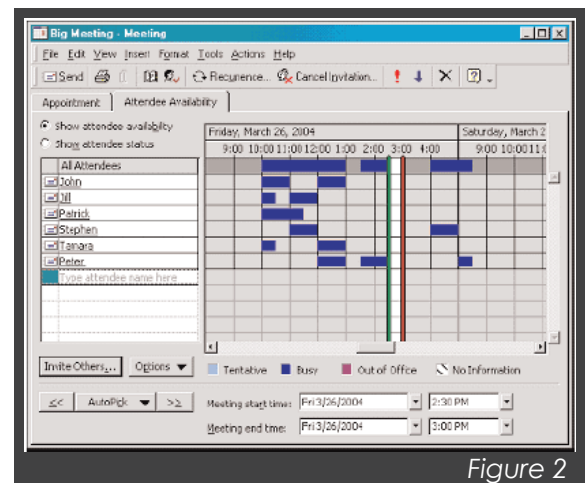 Big Meeting - Meeting
File Edit View Insert Format Tools Actions Help
Send Recurrence... Cancel Invitation...
Appointment Attendee Availability
Show attendee availability
Show attendee status
Friday, March 26, 2004 Saturday, March 2
9:00 10:00 11:00 12:00 1:00 2:00 3:00 4:00 9:00 10:00 11:0
All Attendees
John
Jill
Patrick
Stephen
Tamara
Peter
Type attendee name here
Invite Others... Options
Tentative Busy Out of Office No Information
<< AutoPick >>
Meeting start time: Fri 3/26/2004 2:30 PM
Meeting end time: Fri 3/26/2004 3:00 PM
Figure 2